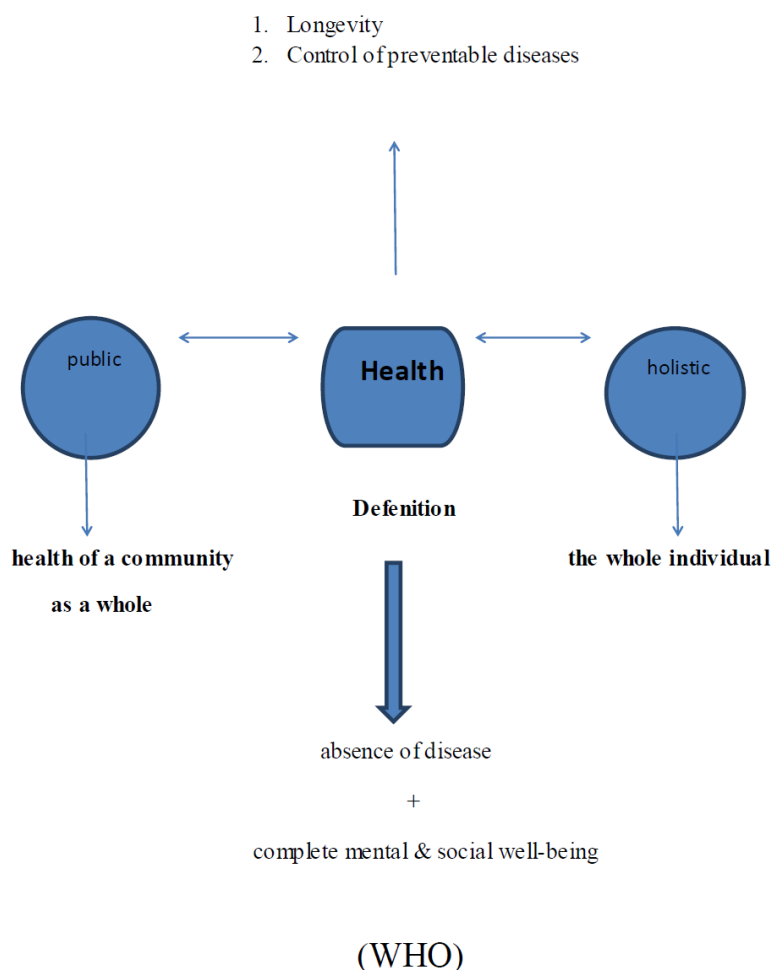 1. Longevity
2. Control of preventable diseases
public
Health
holistic
Defenition
health of a community
as a whole
the whole individual
absence of disease
+
complete mental & social well-being
(WHO)